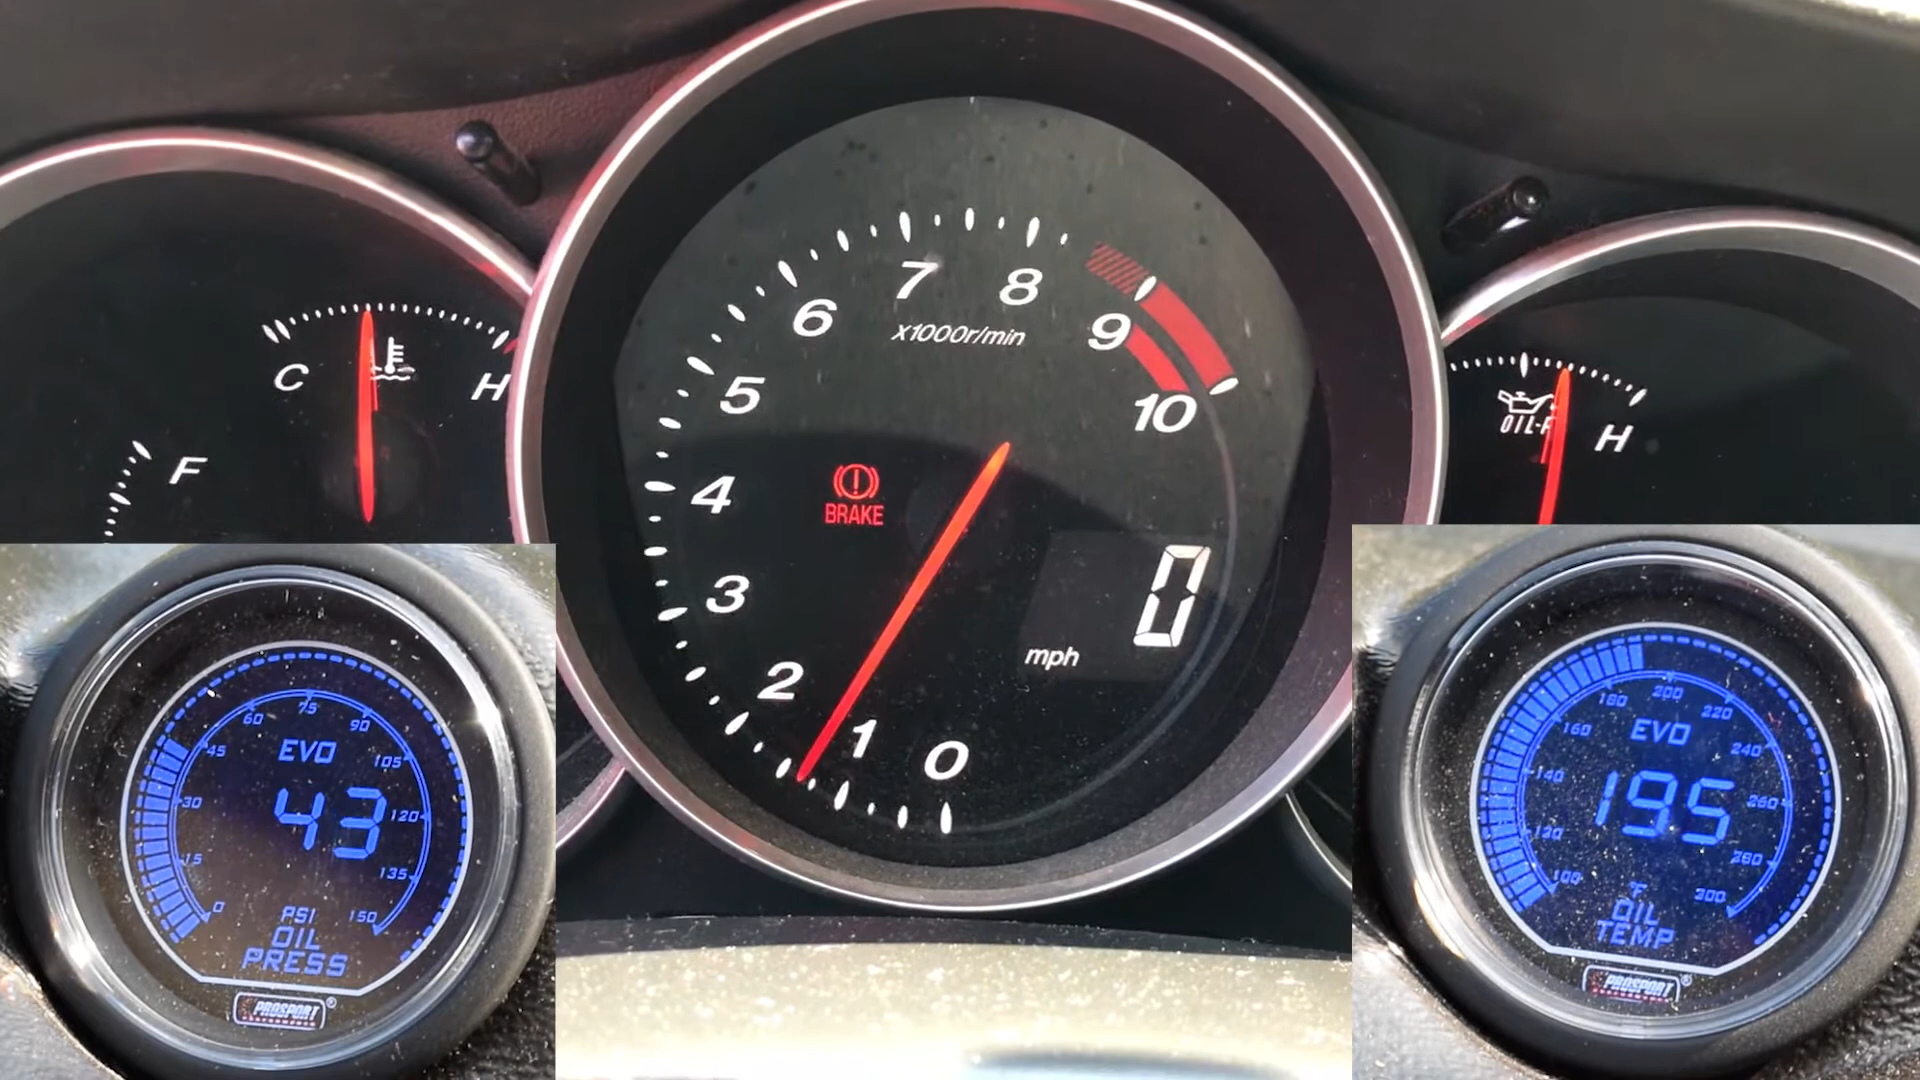 C
H
F
0
1
2
3
4
5
6
7
8
9
10
x1000r/min
BRAKE
0
mph
H
0
15
30
45
60
75
90
105
120
135
150
EVO
43
PSI
OIL
PRESS
PROSPORT
100
120
140
160
180
200
220
240
260
280
300
EVO
195
°F
OIL
TEMP
PROSPORT